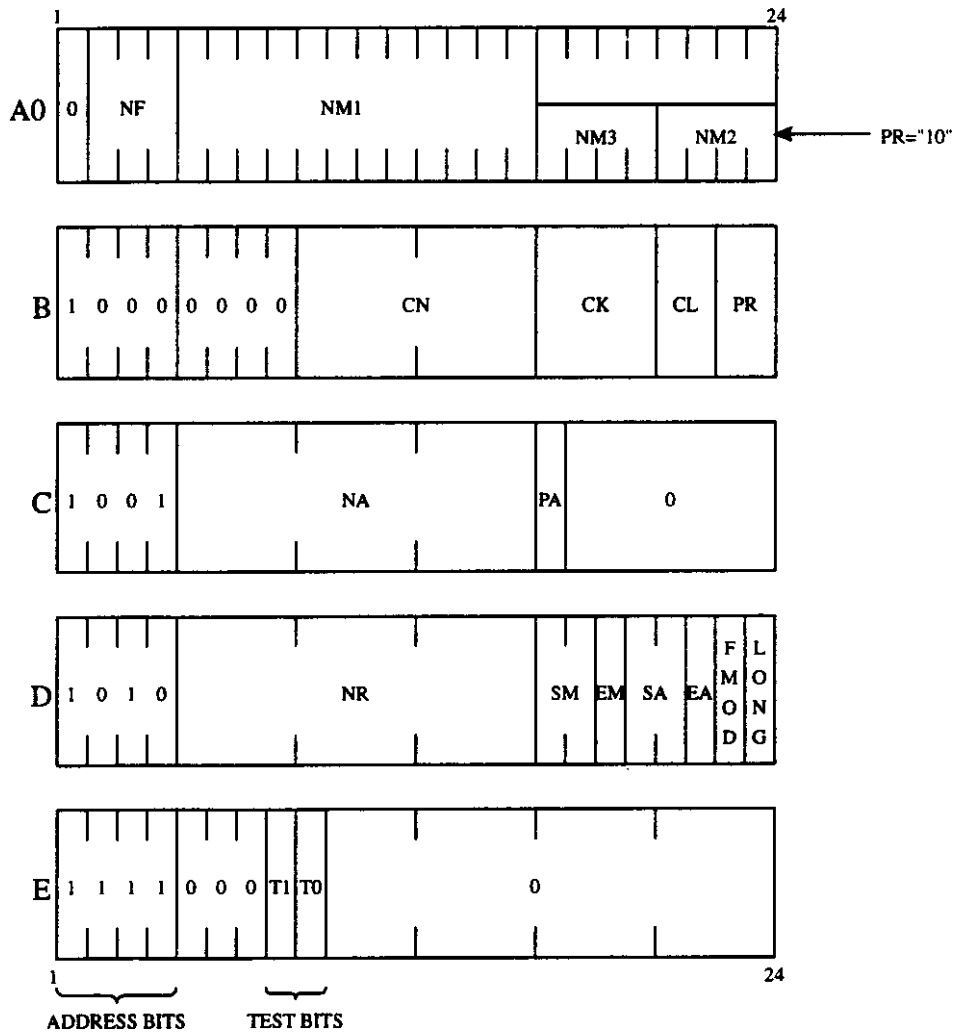 1 24
A0 0 NF NM1 NM3 NM2 PR="10"
B 1 0 0 0 0 0 0 0 CN CK CL PR
C 1 0 0 1 NA PA 0
D 1 0 1 0 NR SM EM SA EA FMOD LONG
E 1 1 1 1 0 0 0 T1 T0 0
1 24
ADDRESS BITS TEST BITS